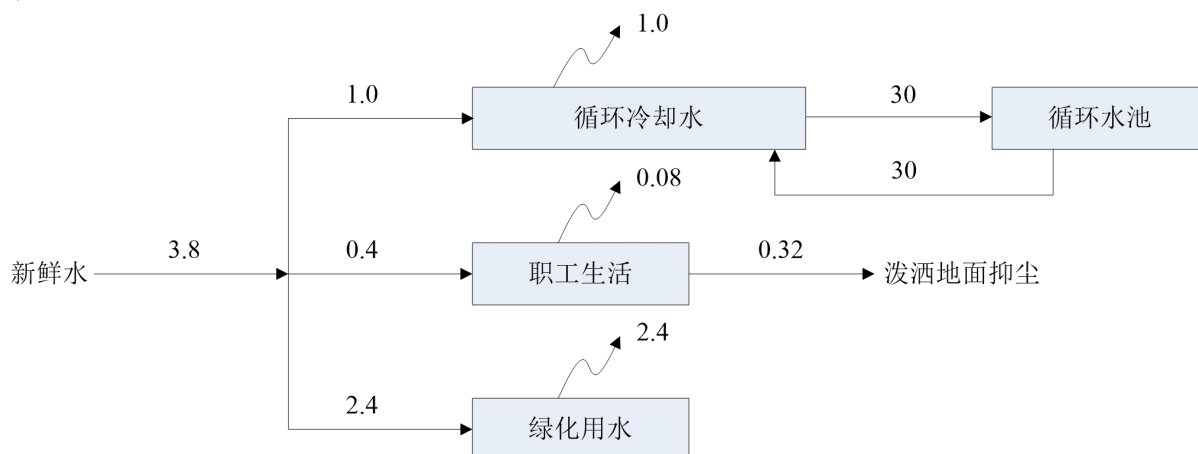 1.0
1.0
循环冷却水
30
循环水池
30
0.08
新鲜水
3.8
0.4
职工生活
0.32
泼洒地面抑尘
2.4
2.4
绿化用水